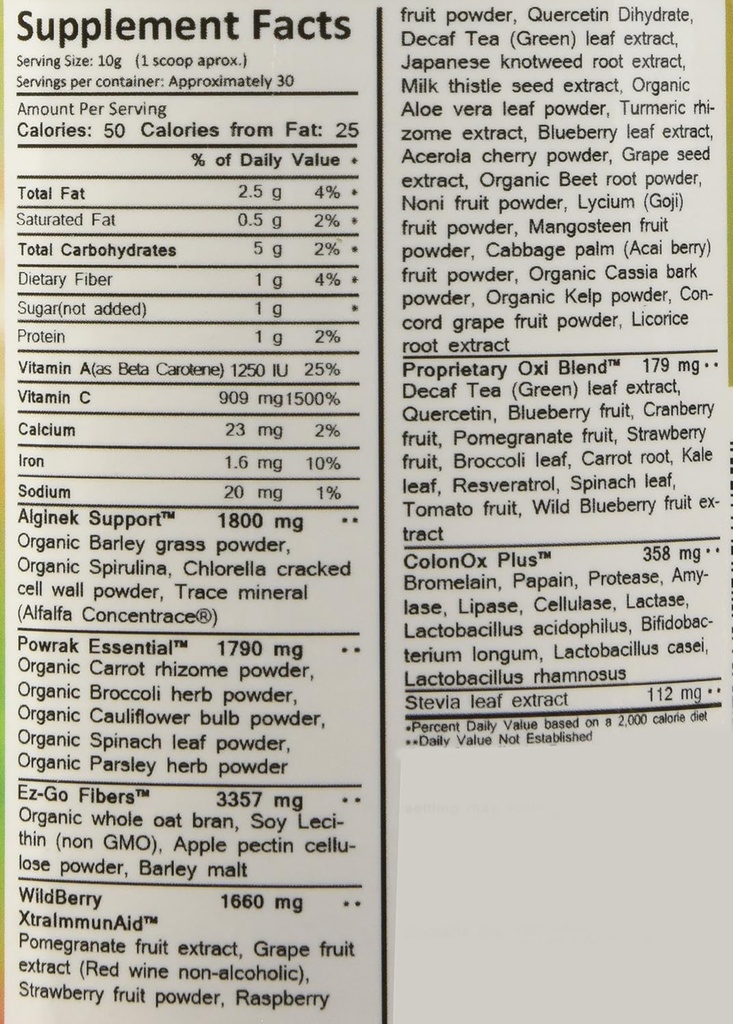 Supplement Facts
Serving Size: 10g (1 scoop aprox.)
Servings per container: Approximately 30
Amount Per Serving
Calories: 50 Calories from Fat: 25
% of Daily Value *
Total Fat 2.5 g 4% *
Saturated Fat 0.5 g 2% *
Total Carbohydrates 5 g 2% *
Dietary Fiber 1 g 4% *
Sugar(not added) 1 g *
Protein 1 g 2%
Vitamin A(as Beta Carotene) 1250 IU 25%
Vitamin C 909 mg 1500%
Calcium 23 mg 2%
Iron 1.6 mg 10%
Sodium 20 mg 1%
Alginek Support™ 1800 mg **
Organic Barley grass powder,
Organic Spirulina, Chlorella cracked
cell wall powder, Trace mineral
(Alfalfa Concentrace®)
Powrak Essential™ 1790 mg **
Organic Carrot rhizome powder,
Organic Broccoli herb powder,
Organic Cauliflower bulb powder,
Organic Spinach leaf powder,
Organic Parsley herb powder
Ez-Go Fibers™ 3357 mg **
Organic whole oat bran, Soy Leci-
thin (non GMO), Apple pectin cellu-
lose powder, Barley malt
WildBerry 1660 mg **
XtraImmunAid™
Pomegranate fruit extract, Grape fruit
extract (Red wine non-alcoholic),
Strawberry fruit powder, Raspberry
fruit powder, Quercetin Dihydrate,
Decaf Tea (Green) leaf extract,
Japanese knotweed root extract,
Milk thistle seed extract, Organic
Aloe vera leaf powder, Turmeric rhi-
zome extract, Blueberry leaf extract,
Acerola cherry powder, Grape seed
extract, Organic Beet root powder,
Noni fruit powder, Lycium (Goji)
fruit powder, Mangosteen fruit
powder, Cabbage palm (Acai berry)
fruit powder, Organic Cassia bark
powder, Organic Kelp powder, Con-
cord grape fruit powder, Licorice
root extract
Proprietary Oxi Blend™ 179 mg **
Decaf Tea (Green) leaf extract,
Quercetin, Blueberry fruit, Cranberry
fruit, Pomegranate fruit, Strawberry
fruit, Broccoli leaf, Carrot root, Kale
leaf, Resveratrol, Spinach leaf,
Tomato fruit, Wild Blueberry fruit ex-
tract
ColonOx Plus™ 358 mg **
Bromelain, Papain, Protease, Amy-
lase, Lipase, Cellulase, Lactase,
Lactobacillus acidophilus, Bifidobac-
terium longum, Lactobacillus casei,
Lactobacillus rhamnosus
Stevia leaf extract 112 mg **
*Percent Daily Value based on a 2,000 calorie diet
**Daily Value Not Established